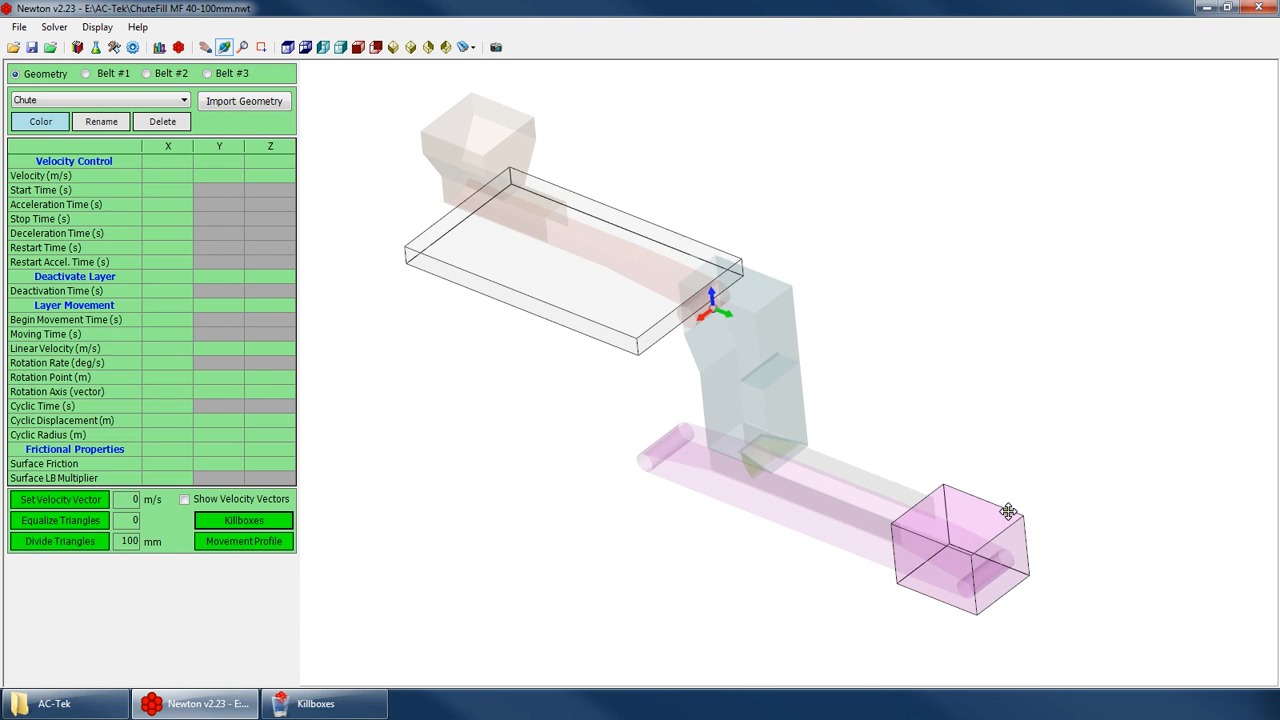 Newton v2.23 - E:\AC-Tek\ChuteFill MF 40-100mm.nwt
File Solver Display Help
Geometry Belt #1 Belt #2 Belt #3
Chute Import Geometry
Color Rename Delete
X Y Z
Velocity Control
Velocity (m/s)
Start Time (s)
Acceleration Time (s)
Stop Time (s)
Deceleration Time (s)
Restart Time (s)
Restart Accel. Time (s)
Deactivate Layer
Deactivation Time (s)
Layer Movement
Begin Movement Time (s)
Moving Time (s)
Linear Velocity (m/s)
Rotation Rate (deg/s)
Rotation Point (m)
Rotation Axis (vector)
Cyclic Time (s)
Cyclic Displacement (m)
Cyclic Radius (m)
Frictional Properties
Surface Friction
Surface LB Multiplier
Set Velocity Vector 0 m/s Show Velocity Vectors
Equalize Triangles 0 Killboxes
Divide Triangles 100 mm Movement Profile
AC-Tek Newton v2.23 - E:... Killboxes